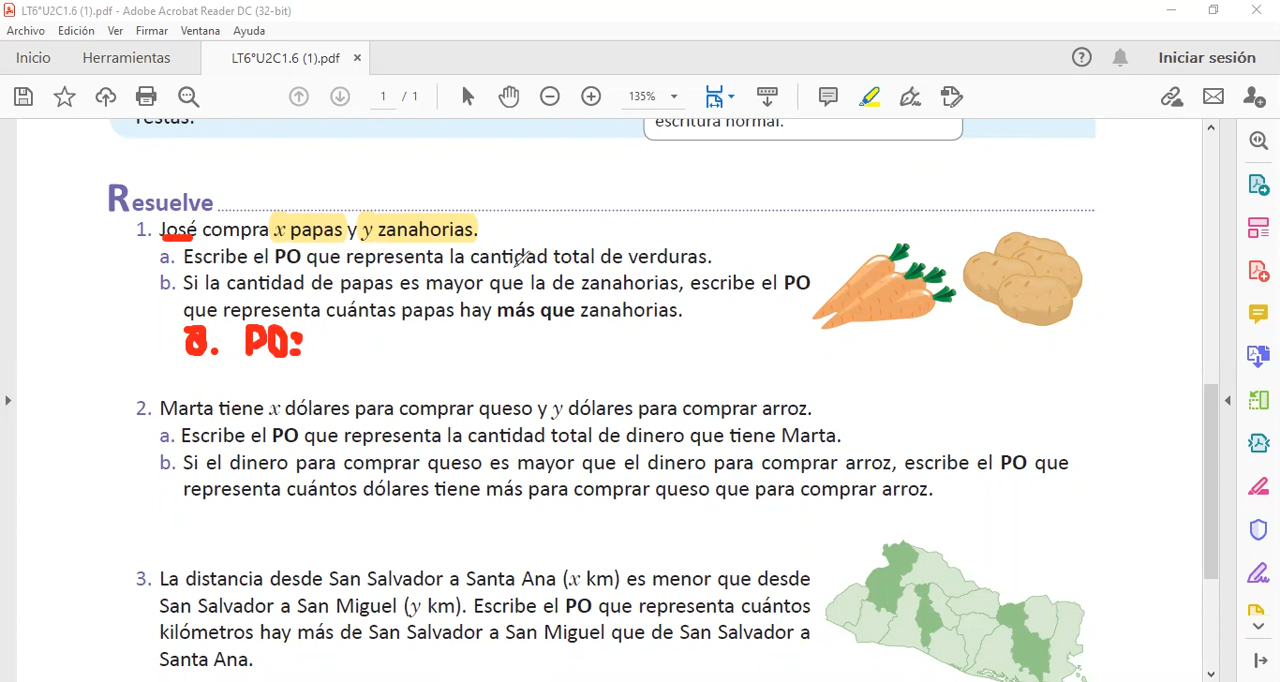 LT6°U2C1.6 (1).pdf - Adobe Acrobat Reader DC (32-bit)
Archivo Edición Ver Firmar Ventana Ayuda
Inicio Herramientas LT6°U2C1.6 (1).pdf × Iniciar sesión
1 / 1 135%
restas.
escritura normal.
Resuelve
1. José compra x papas y y zanahorias.
a. Escribe el PO que representa la cantidad total de verduras.
b. Si la cantidad de papas es mayor que la de zanahorias, escribe el PO
que representa cuántas papas hay más que zanahorias.
a. PO:
2. Marta tiene x dólares para comprar queso y y dólares para comprar arroz.
a. Escribe el PO que representa la cantidad total de dinero que tiene Marta.
b. Si el dinero para comprar queso es mayor que el dinero para comprar arroz, escribe el PO que
representa cuántos dólares tiene más para comprar queso que para comprar arroz.
3. La distancia desde San Salvador a Santa Ana (x km) es menor que desde
San Salvador a San Miguel (y km). Escribe el PO que representa cuántos
kilómetros hay más de San Salvador a San Miguel que de San Salvador a
Santa Ana.